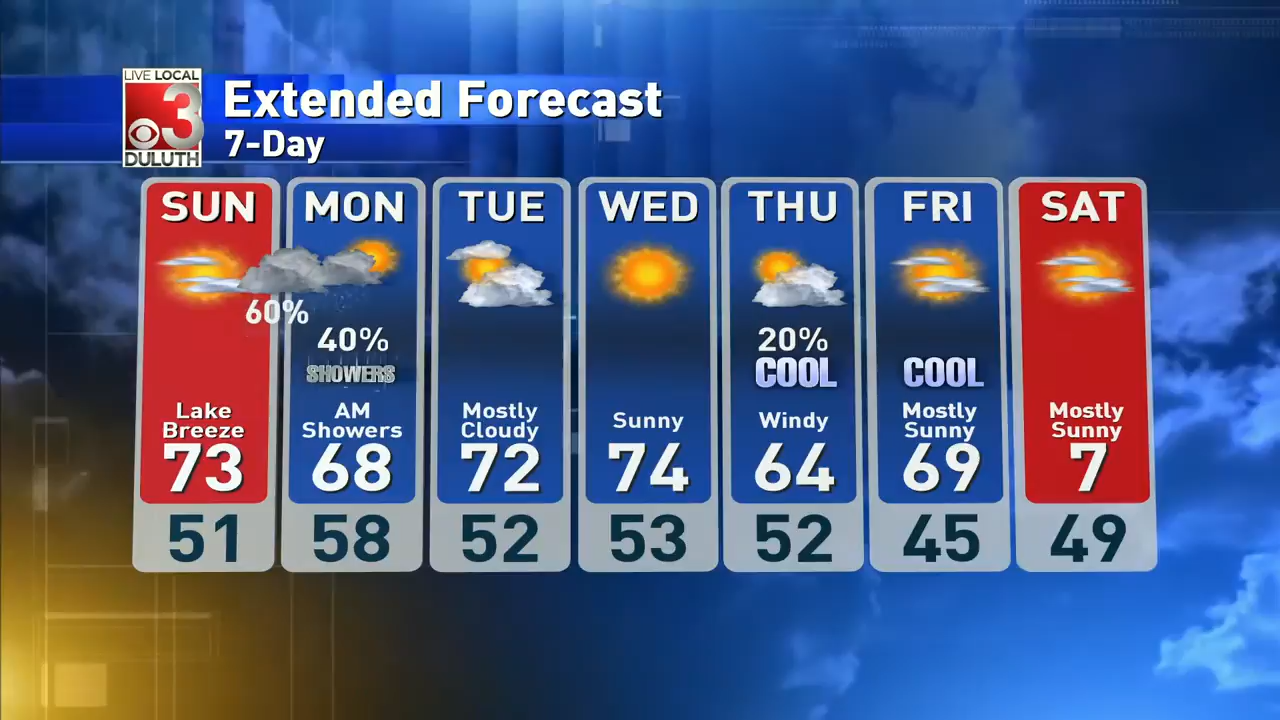 LIVE LOCAL
3
DULUTH
Extended Forecast
7-Day
SUN
MON
TUE
WED
THU
FRI
SAT
60%
40%
20%
SHOWERS
COOL
COOL
Lake
Breeze
AM
Showers
Mostly
Cloudy
Sunny
Windy
Mostly
Sunny
Mostly
Sunny
73
68
72
74
64
69
7
51
58
52
53
52
45
49